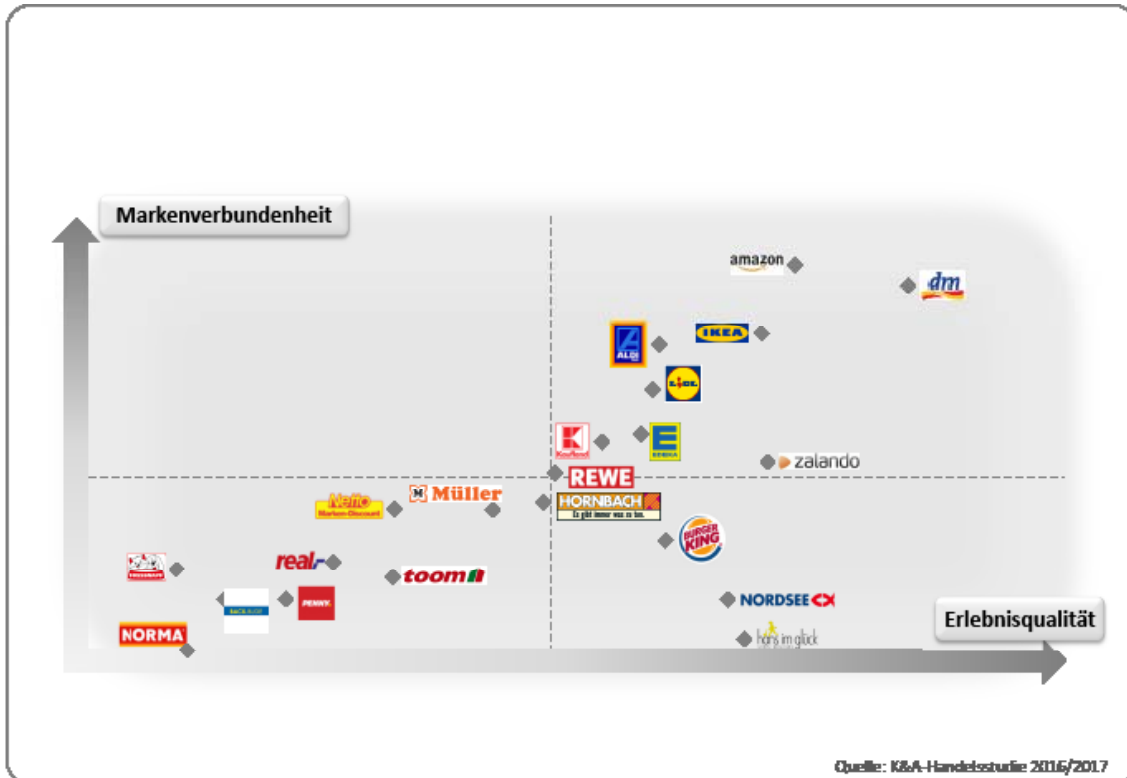 Markenverbundenheit
amazon
dm
IKEA
ALDI
LIDL
Kaufland
E
EDEKA
zalando
REWE
Müller
Netto
Marken-Discount
HORNBACH
Es gibt immer was zu tun.
BURGER
KING
real,-
toom
PENNY.
NORDSEE
NORMA
Erlebnisqualität
hans im glück
Quelle: K&A-Handelsstudie 2016/2017